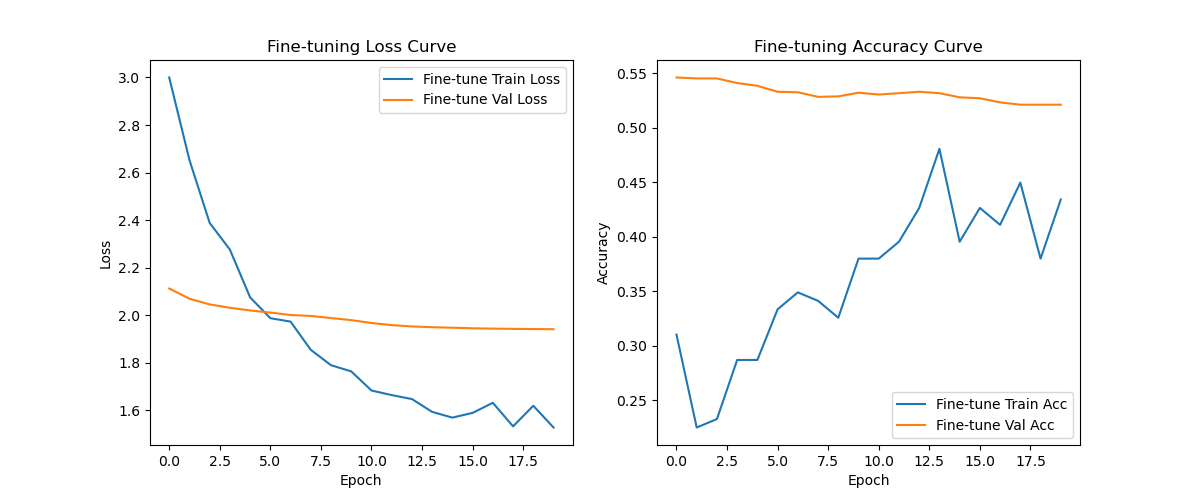 Fine-tuning Loss Curve
Fine-tune Train Loss
Fine-tune Val Loss
3.0
2.8
2.6
2.4
2.2
2.0
1.8
1.6
Loss
0.0 2.5 5.0 7.5 10.0 12.5 15.0 17.5
Epoch
Fine-tuning Accuracy Curve
0.55
0.50
0.45
0.40
0.35
0.30
0.25
Accuracy
Fine-tune Train Acc
Fine-tune Val Acc
0.0 2.5 5.0 7.5 10.0 12.5 15.0 17.5
Epoch